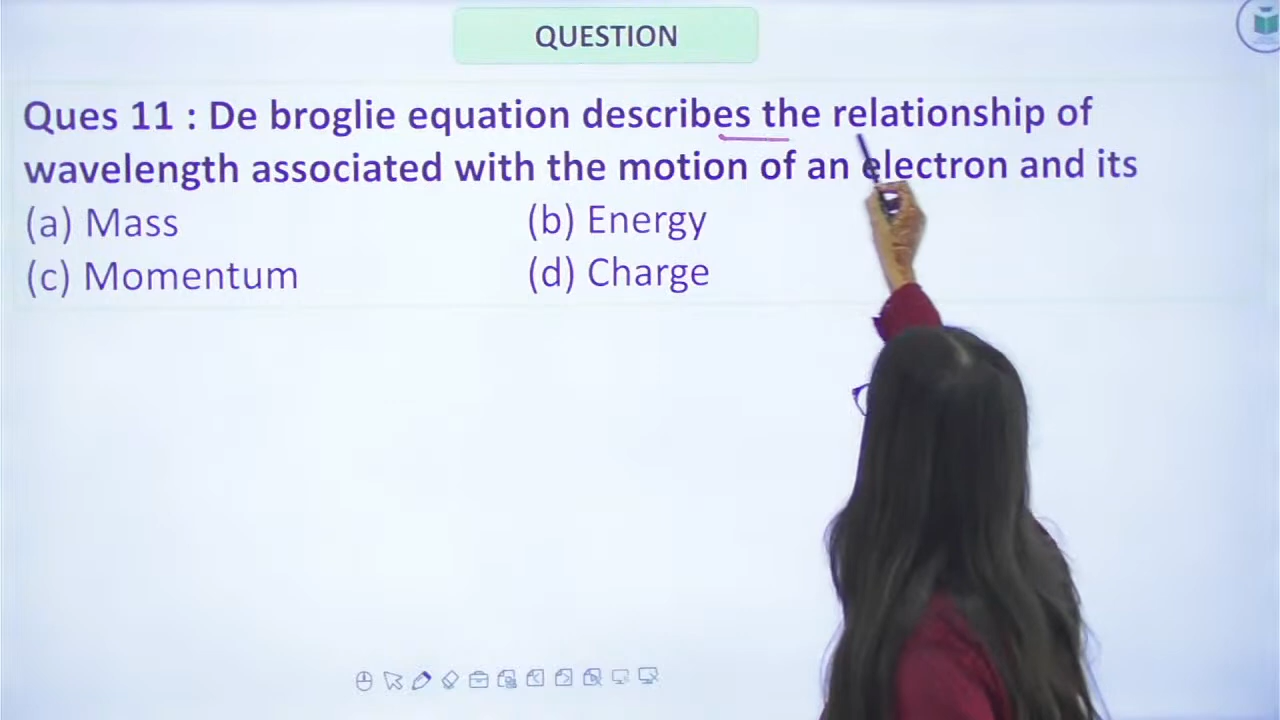 QUESTION
Ques 11 : De broglie equation describes the relationship of
wavelength associated with the motion of an electron and its
(a) Mass
(b) Energy
(c) Momentum
(d) Charge